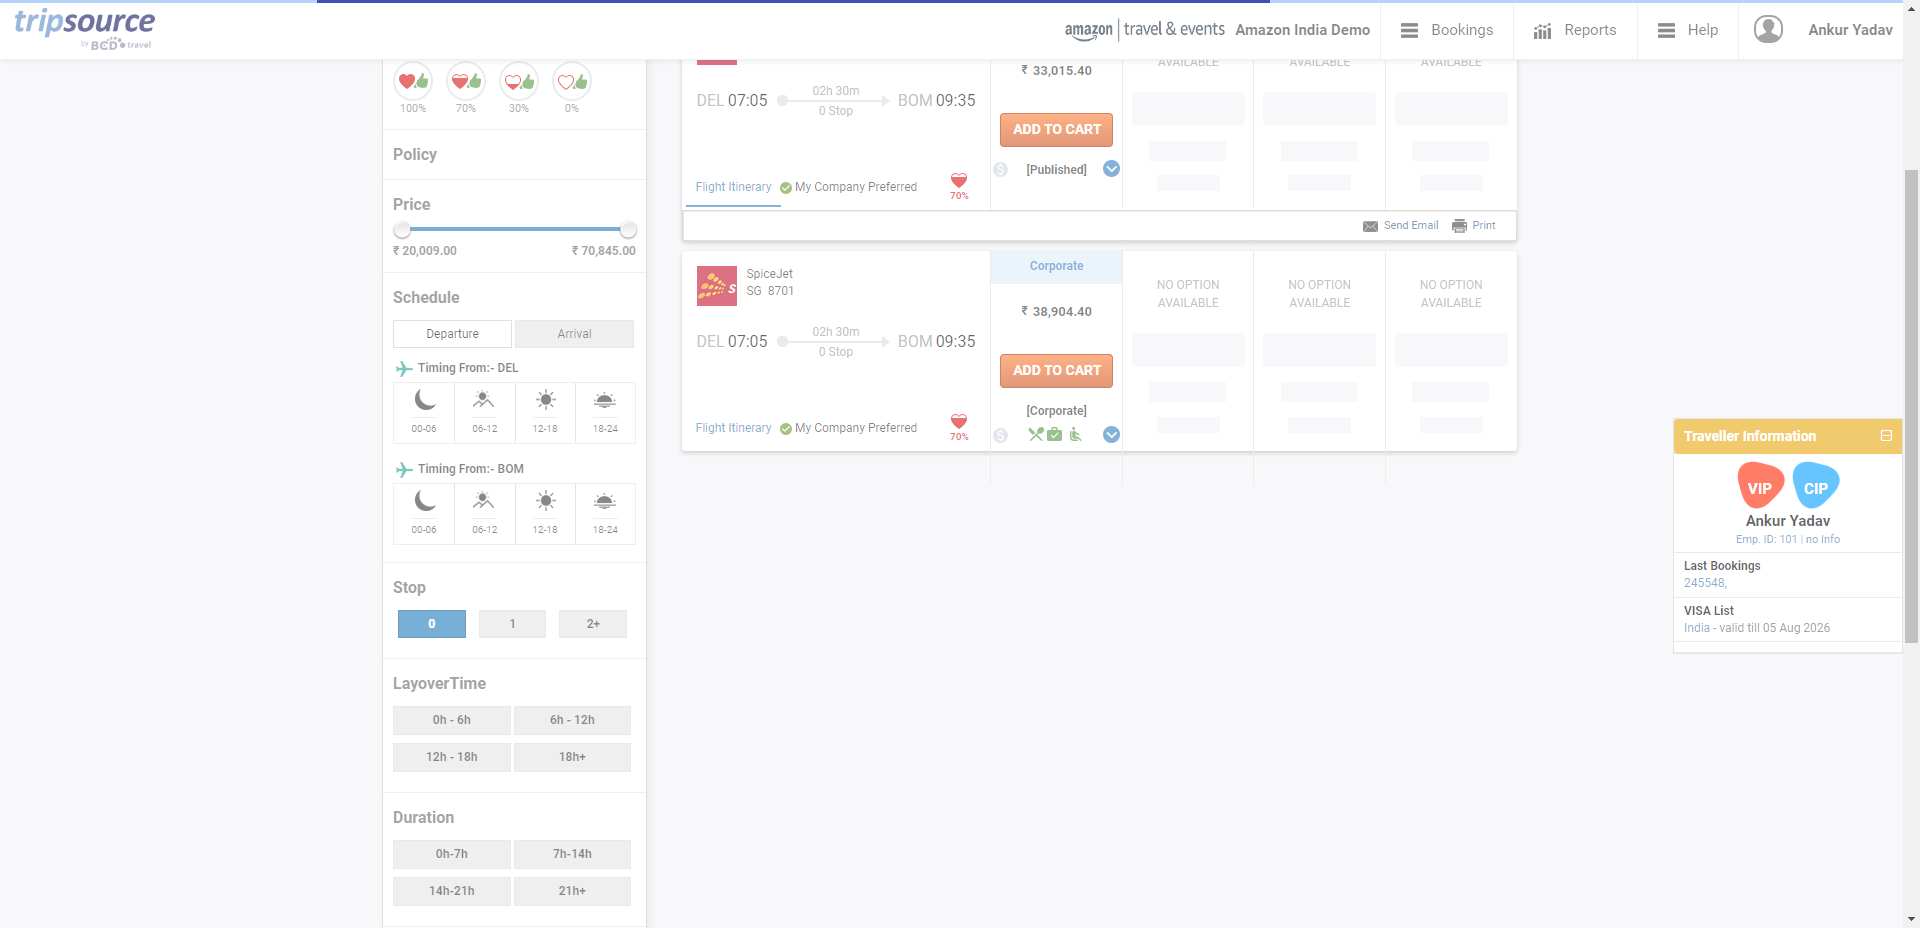 tripsource
by BCD travel
amazon | travel & events Amazon India Demo
Bookings
Reports
Help
Ankur Yadav
100% 70% 30% 0%
Policy
Price
₹ 20,009.00 ₹ 70,845.00
Schedule
Departure Arrival
Timing From:- DEL
00-06 06-12 12-18 18-24
Timing From:- BOM
00-06 06-12 12-18 18-24
Stop
0 1 2+
LayoverTime
0h - 6h 6h - 12h
12h - 18h 18h+
Duration
0h-7h 7h-14h
14h-21h 21h+
AVAILABLE AVAILABLE AVAILABLE
₹ 33,015.40
DEL 07:05 02h 30m BOM 09:35
0 Stop
ADD TO CART
[Published]
Flight Itinerary My Company Preferred 70%
Send Email Print
SpiceJet
SG 8701
Corporate
NO OPTION AVAILABLE
NO OPTION AVAILABLE
NO OPTION AVAILABLE
₹ 38,904.40
DEL 07:05 02h 30m BOM 09:35
0 Stop
ADD TO CART
[Corporate]
Flight Itinerary My Company Preferred 70%
Traveller Information
VIP CIP
Ankur Yadav
Emp. ID: 101 | no Info
Last Bookings
245548,
VISA List
India - valid till 05 Aug 2026